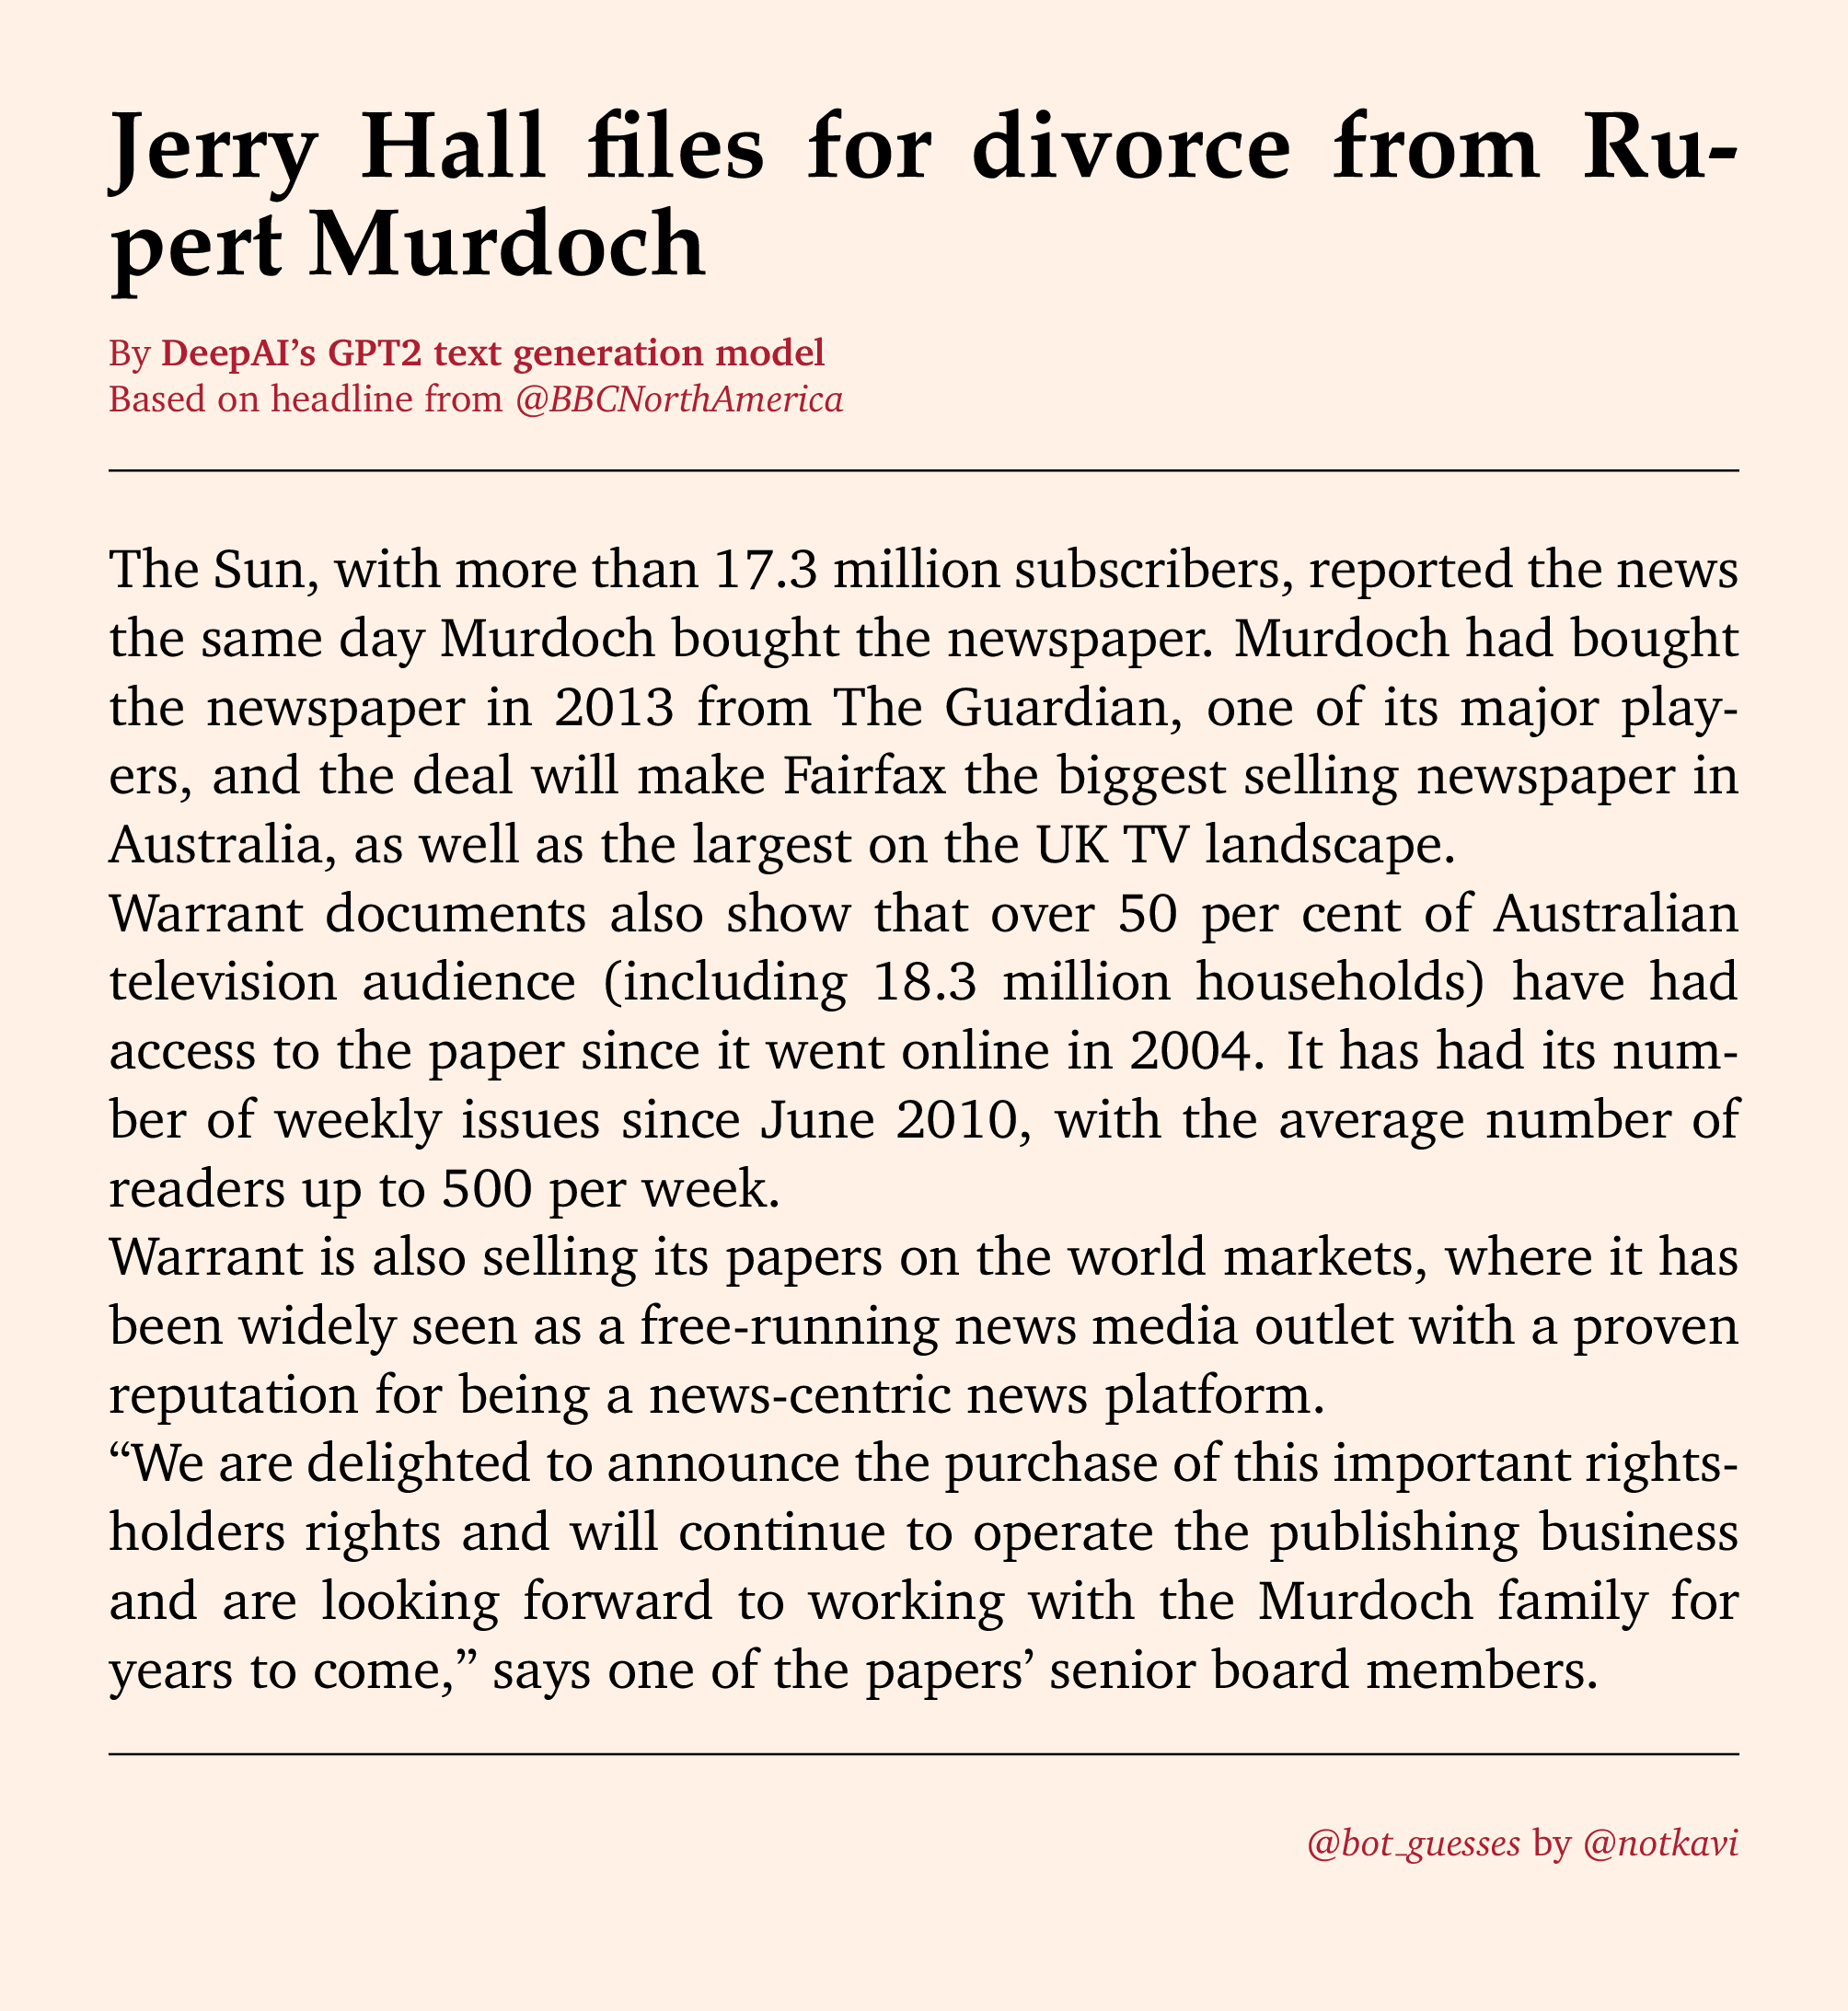 Jerry Hall files for divorce from Ru-
pert Murdoch
By DeepAI’s GPT2 text generation model
Based on headline from @BBCNorthAmerica
The Sun, with more than 17.3 million subscribers, reported the news
the same day Murdoch bought the newspaper. Murdoch had bought
the newspaper in 2013 from The Guardian, one of its major play-
ers, and the deal will make Fairfax the biggest selling newspaper in
Australia, as well as the largest on the UK TV landscape.
Warrant documents also show that over 50 per cent of Australian
television audience (including 18.3 million households) have had
access to the paper since it went online in 2004. It has had its num-
ber of weekly issues since June 2010, with the average number of
readers up to 500 per week.
Warrant is also selling its papers on the world markets, where it has
been widely seen as a free-running news media outlet with a proven
reputation for being a news-centric news platform.
“We are delighted to announce the purchase of this important rights-
holders rights and will continue to operate the publishing business
and are looking forward to working with the Murdoch family for
years to come,” says one of the papers’ senior board members.
@bot_guesses by @notkavi